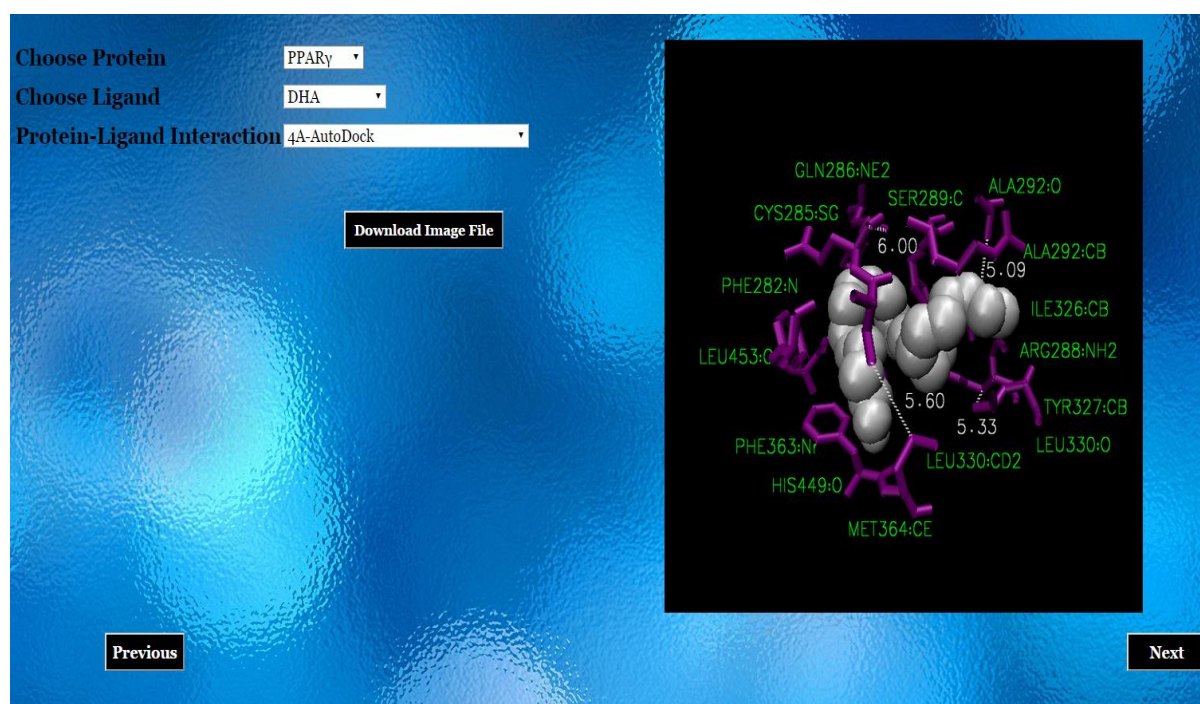 Choose Protein PPARγ
Choose Ligand DHA
Protein-Ligand Interaction 4A-AutoDock
Download Image File
GLN286:NE2
SER289:C
ALA292:O
CYS285:SG
6.00
ALA292:CB
5.09
PHE282:N
ILE326:CB
LEU453:
ARG288:NH2
5.60
TYR327:CB
5.33
PHE363:
LEU330:O
LEU330:CD2
HIS449:O
MET364:CE
Previous
Next